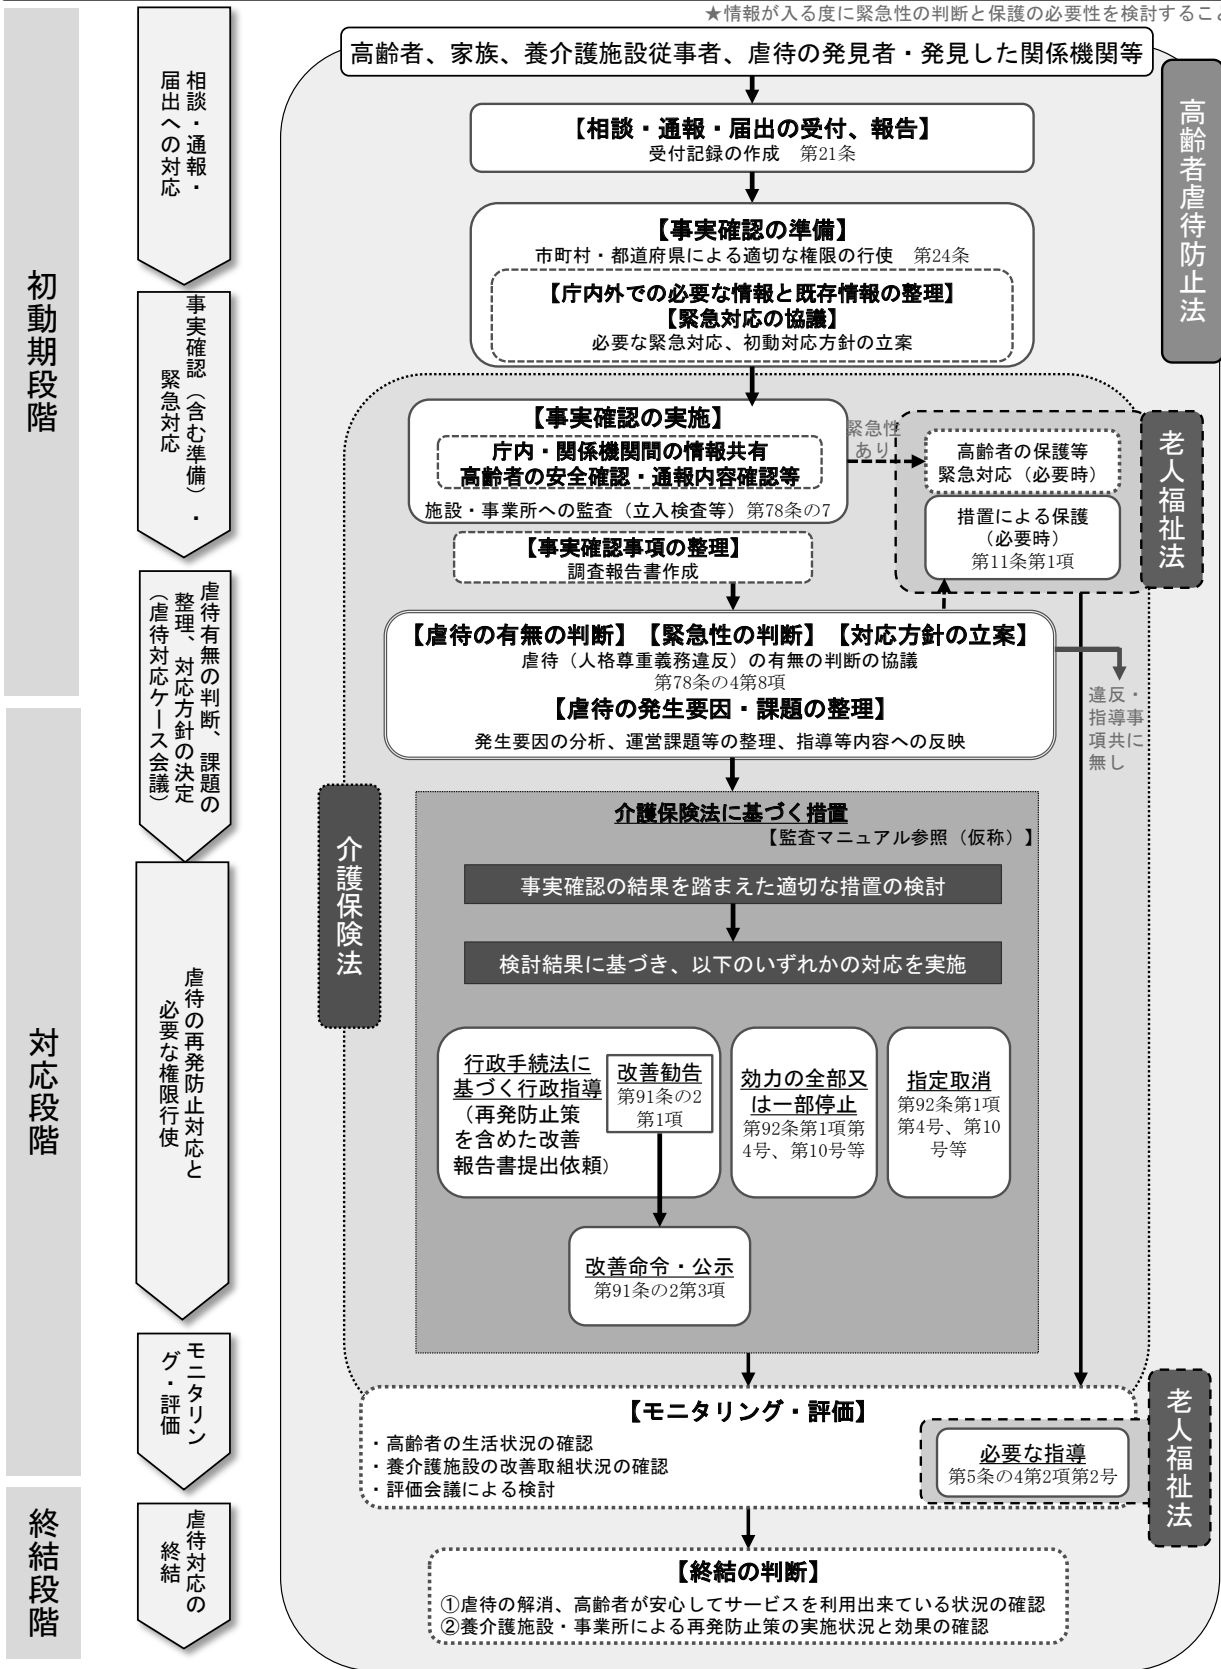 ★情報が入る度に緊急性の判断と保護の必要性を検討するこ
高齢者、家族、養介護施設従事者、虐待の発見者・発見した関係機関等
高齢者虐待防止法
初動期段階
相談・通報・
届出への対応
【相談・通報・届出の受付、報告】
受付記録の作成 第21条
【事実確認の準備】
市町村・都道府県による適切な権限の行使 第24条
【庁内外での必要な情報と既存情報の整理】
【緊急対応の協議】
必要な緊急対応、初動対応方針の立案
事実確認（含む準備）・
緊急対応
【事実確認の実施】
庁内・関係機関間の情報共有
高齢者の安全確認・通報内容確認等
施設・事業所への監査（立入検査等）第78条の7
緊急性
あり
高齢者の保護等
緊急対応（必要時）
措置による保護
（必要時）
第11条第1項
老人福祉法
【事実確認事項の整理】
調査報告書作成
虐待有無の判断、課題の
整理、対応方針の決定
（虐待対応ケース会議）
【虐待の有無の判断】【緊急性の判断】【対応方針の立案】
虐待（人格尊重義務違反）の有無の判断の協議
第78条の4第8項
【虐待の発生要因・課題の整理】
発生要因の分析、運営課題等の整理、指導等内容への反映
違反・
指導事
項共に
無し
対応段階
介護保険法
介護保険法に基づく措置
【監査マニュアル参照（仮称）】
事実確認の結果を踏まえた適切な措置の検討
検討結果に基づき、以下のいずれかの対応を実施
虐待の再発防止対応と
必要な権限行使
行政手続法に
基づく行政指導
（再発防止策
を含めた改善
報告書提出依頼）
改善勧告
第91条の2
第1項
効力の全部又
は一部停止
第92条第1項第
4号、第10号等
指定取消
第92条第1項
第4号、第10
号等
改善命令・公示
第91条の2第3項
モニタリン
グ・評価
【モニタリング・評価】
・高齢者の生活状況の確認
・養介護施設の改善取組状況の確認
・評価会議による検討
必要な指導
第5条の4第2項第2号
老人福祉法
終結段階
虐待対応の
終結
【終結の判断】
①虐待の解消、高齢者が安心してサービスを利用出来ている状況の確認
②養介護施設・事業所による再発防止策の実施状況と効果の確認